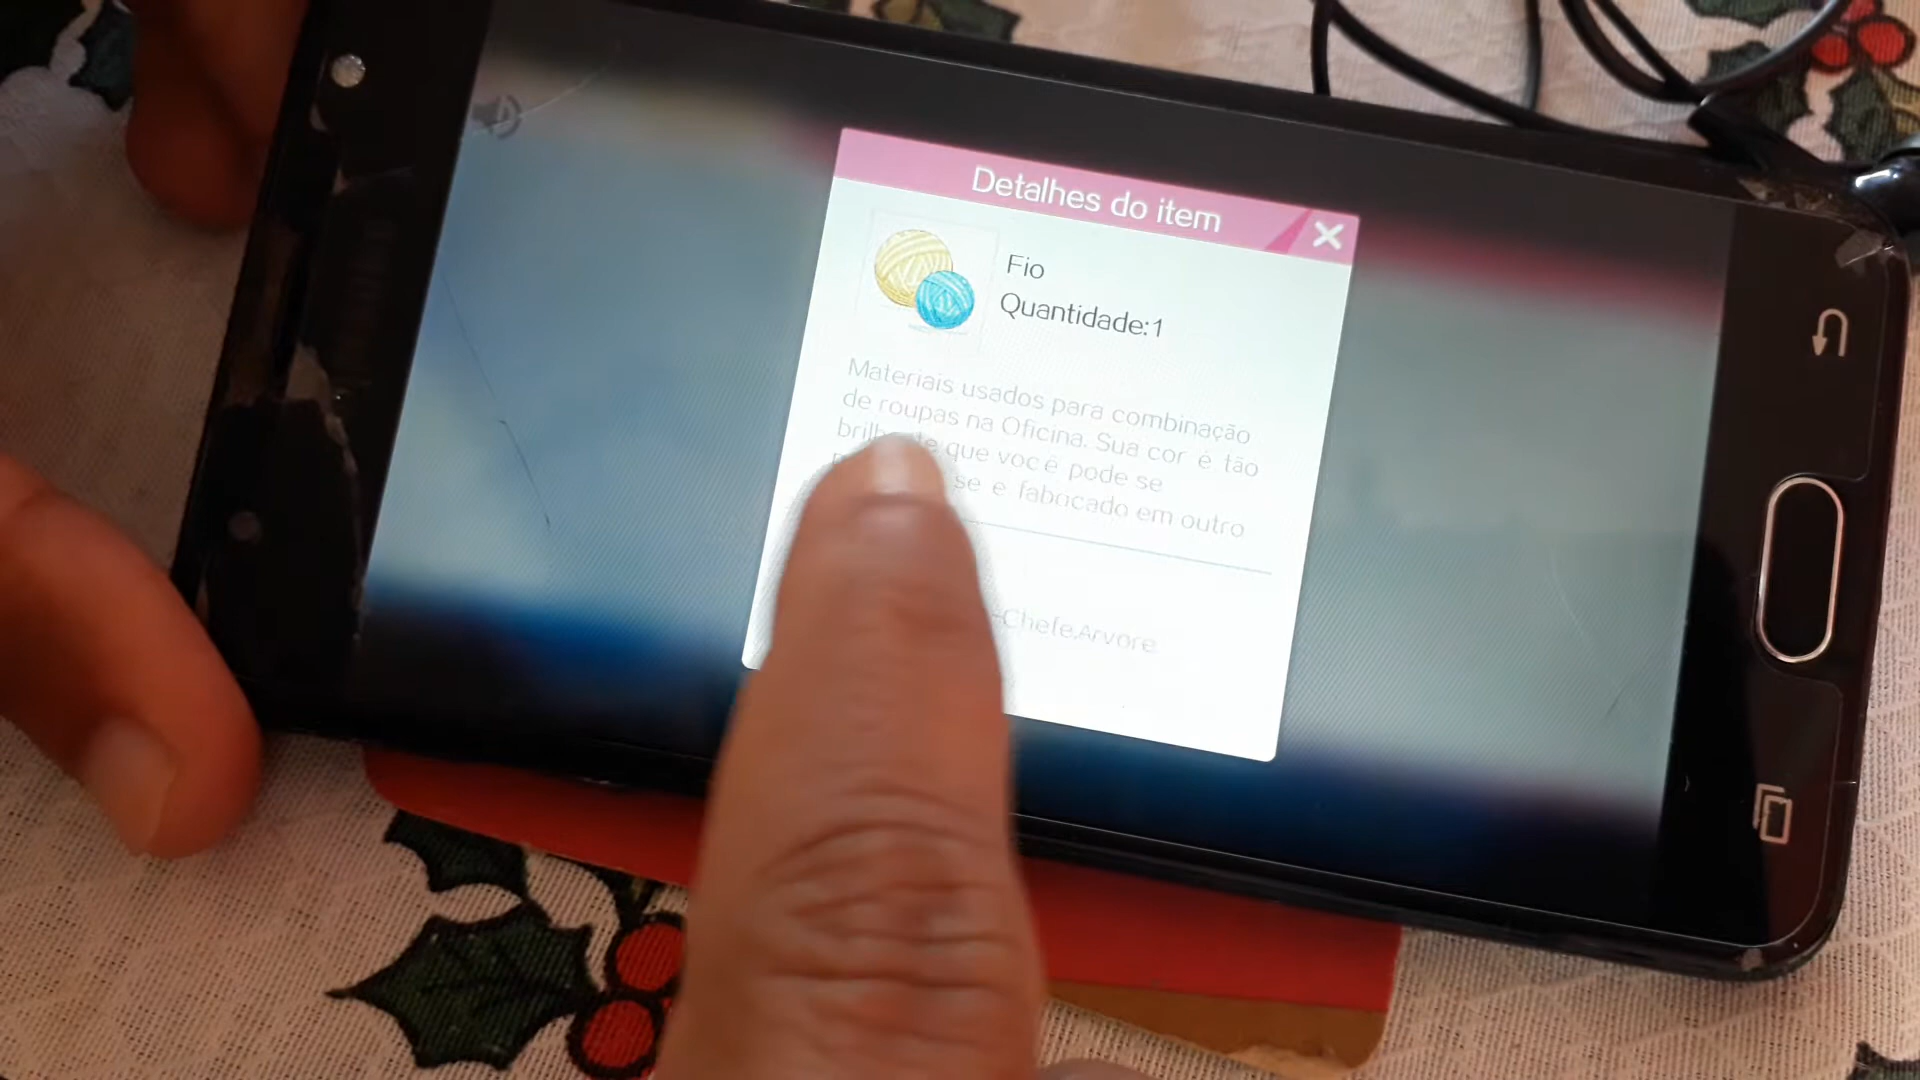 Detalhes do item
Fio
Quantidade:1
Materiais usados para combinação
de roupas na Oficina. Sua cor é tão
que você pode se
se e fabricado em outro
-Chefe.Arvore